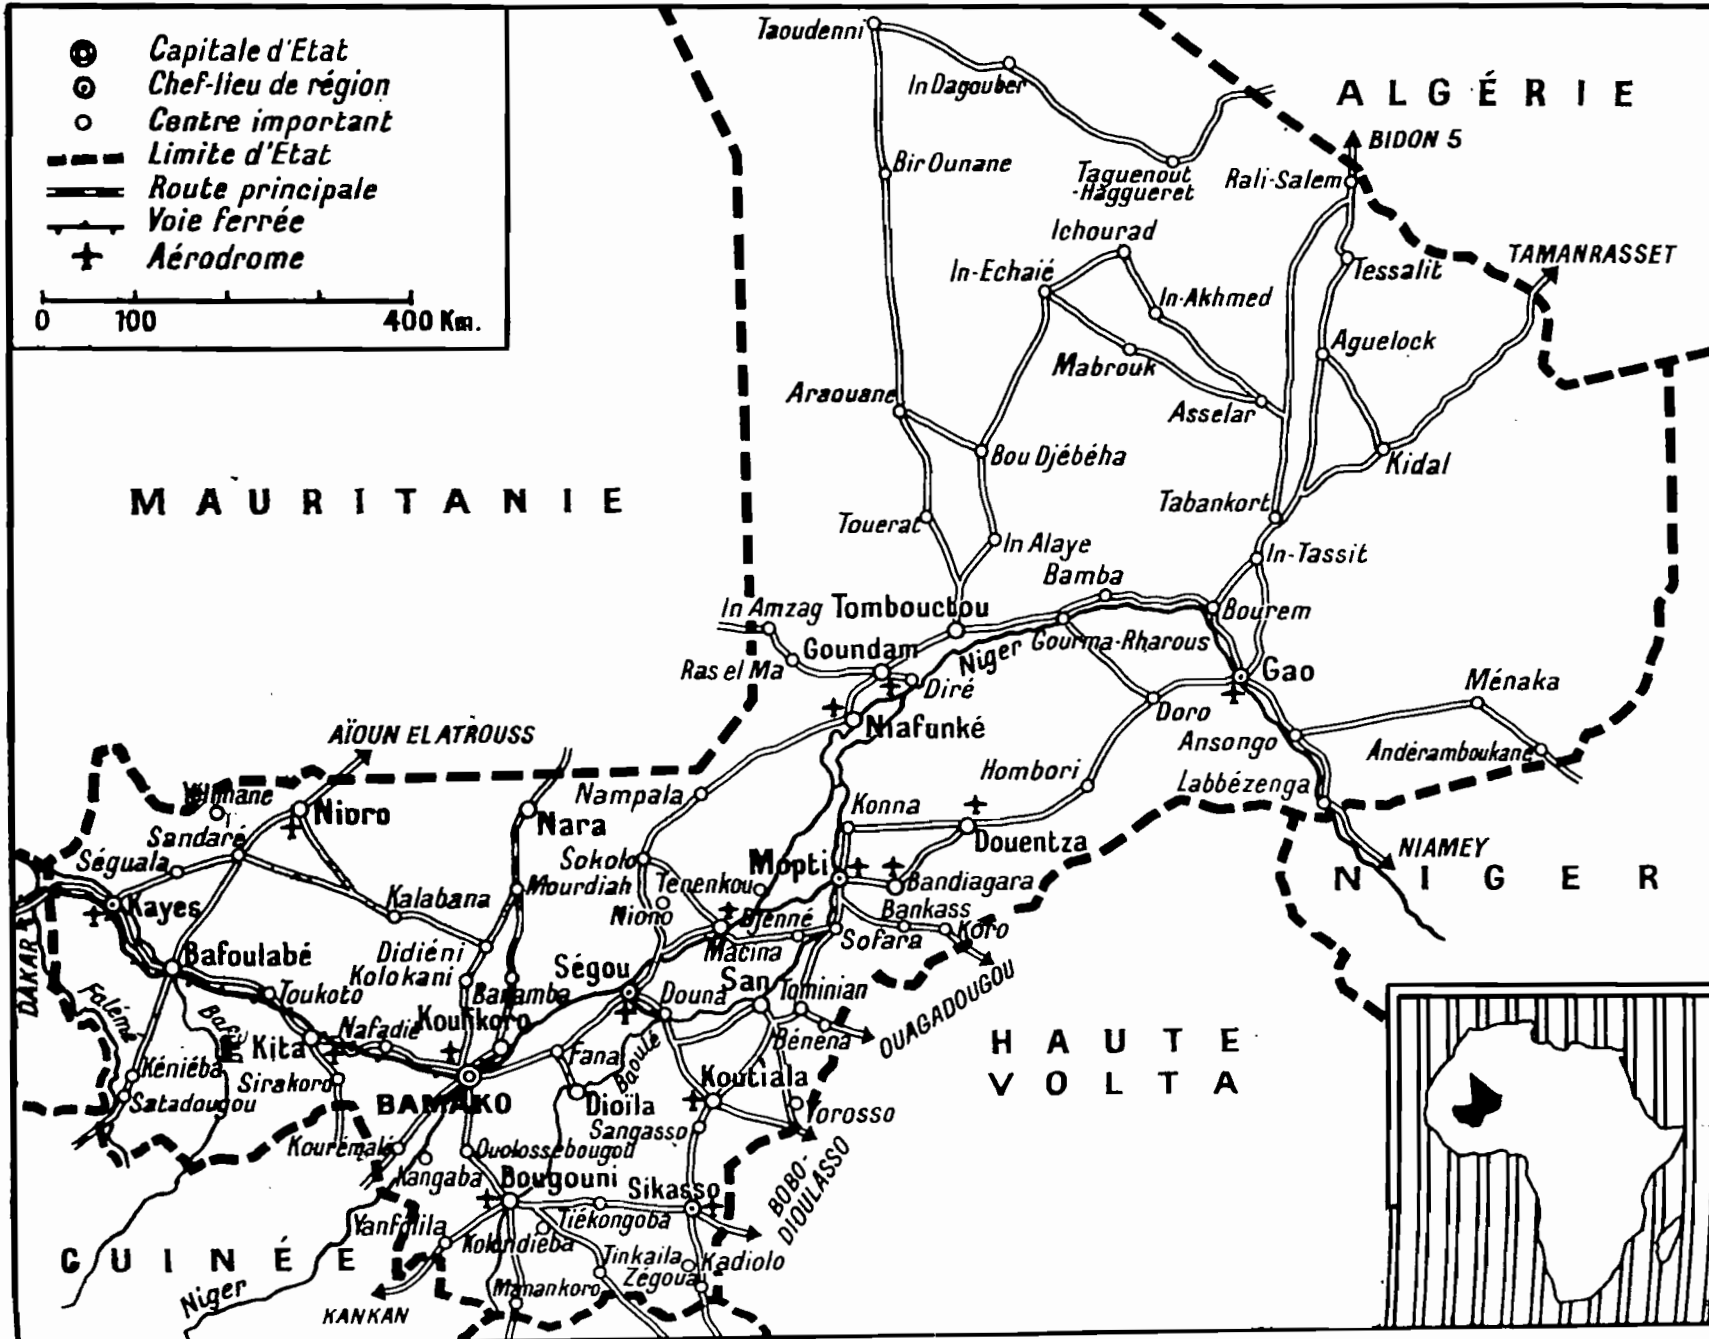 Capitale d'Etat
Chef-lieu de région
Centre important
Limite d'Etat
Route principale
Voie ferrée
Aérodrome
0 100 400 Km.
Taoudenni
In Dagouber
ALGÉRIE
BIDON 5
Bir Ounane
Taguenout
-Haggueret
Rali-Salem
Ichourad
TAMANRASSET
In-Echaié
Tessalit
In-Akhmed
Aguelock
Mabrouk
Araouane
Asselar
Bou Djébéha
Kidal
MAURITANIE
Tabankort
Touerat
In Alaye
In-Tassit
Bamba
In Amzag
Tombouctou
Bourem
Goundam
Niger
Gourma-Rharous
Ras el Ma
Diré
Gao
Ménaka
Niafunké
Doro
AÏOUN EL ATROUSS
Ansongo
Andéramboukane
Hombori
Labbézenga
Nampala
Konna
Nioro
Nara
Sandaré
Douentza
Séguala
Sokolo
Mopti
NIAMEY
Kalabana
Mourdiah
Tenenkou
Bandiagara
NIGER
Kayes
Niono
Djenné
Bankass
Koro
Didiéni
Macina
Sofara
Bafoulabé
Kolokani
Ségou
San
DAKAR
Toukoto
Banamba
Douna
Tominian
OUAGADOUGOU
Falémé
Koulikoro
Nafadié
Kita
Fana
Baoulé
Bénéna
HAUTE
VOLTA
Kéniéba
Sirakoro
Koutiala
Satadougou
BAMAKO
Dioïla
Yorosso
Sangasso
Kourémalé
Ouolossébougou
BOBO-
DIOULASSO
Kangaba
Bougouni
Sikasso
Yanfolila
Tiékongoba
Kolondiéba
GUINÉE
Tinkaila
Kadiolo
Zégoua
Niger
Manankoro
KANKAN